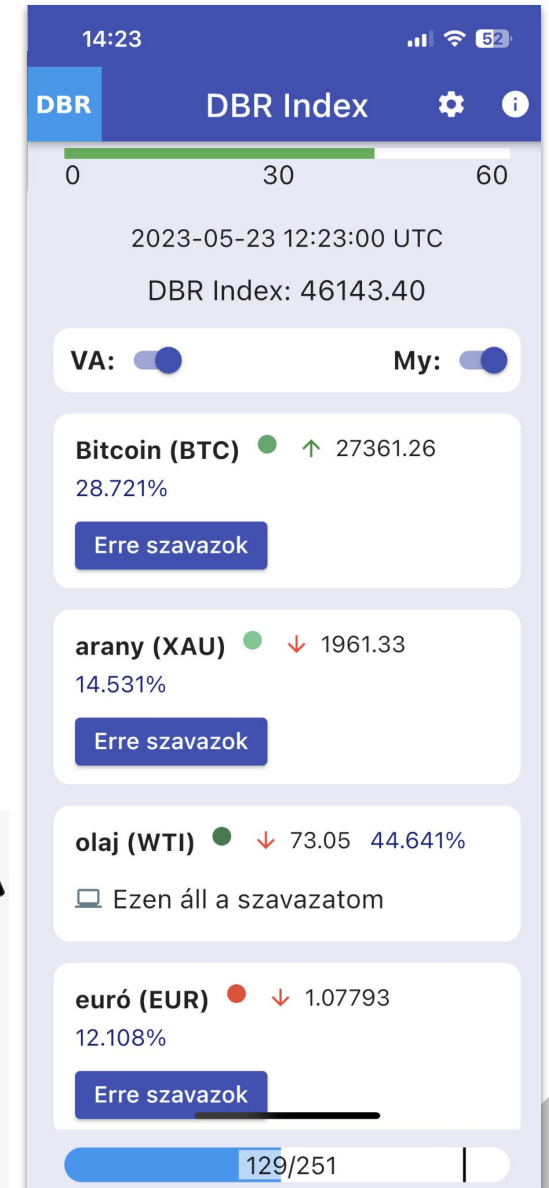 14:23 52
DBR DBR Index
0 30 60
2023-05-23 12:23:00 UTC
DBR Index: 46143.40
VA: My:
Bitcoin (BTC) ↑ 27361.26
28.721%
Erre szavazok
arany (XAU) ↓ 1961.33
14.531%
Erre szavazok
olaj (WTI) ↓ 73.05 44.641%
Ezen áll a szavazatom
euró (EUR) ↓ 1.07793
12.108%
Erre szavazok
129/251